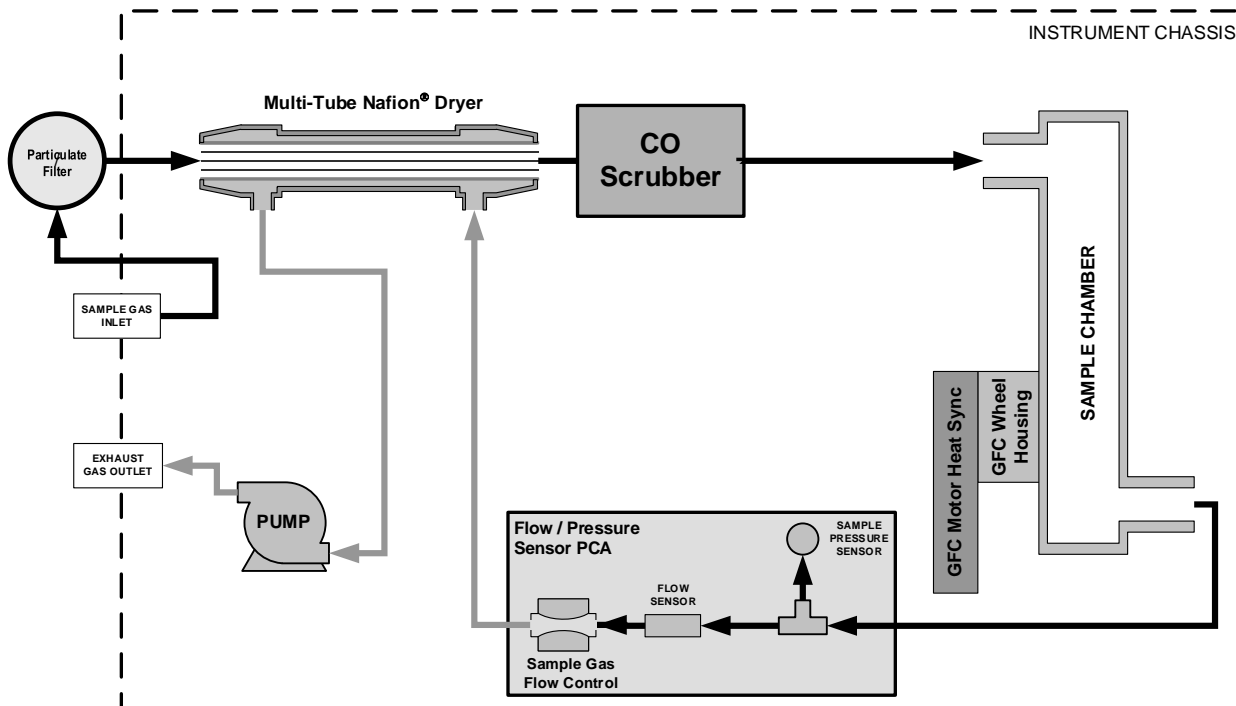 INSTRUMENT CHASSIS
Multi-Tube Nafion® Dryer
Particulate
Filter
CO
Scrubber
SAMPLE GAS
INLET
SAMPLE CHAMBER
GFC Wheel
Housing
GFC Motor Heat Sync
EXHAUST
GAS OUTLET
PUMP
Flow / Pressure
Sensor PCA
SAMPLE
PRESSURE
SENSOR
FLOW
SENSOR
Sample Gas
Flow Control